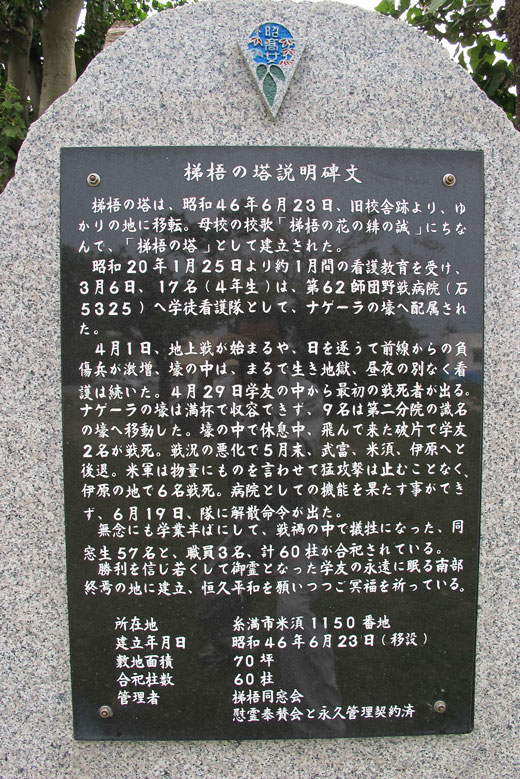 昭高女
梯梧の塔説明碑文
梯梧の塔は、昭和46年6月23日、旧校舎跡より、ゆ
かりの地に移転。母校の校歌「梯梧の花の緋の誠」にちな
んで、「梯梧の塔」として建立された。
昭和20年1月25日より約1月間の看護教育を受け、
3月6日、17名(4年生)は、第62師団野戦病院(石
5325)へ学徒看護隊として、ナゲーラの壕へ配属され
た。
4月1日、地上戦が始まるや、日を逐うて前線からの負
傷兵が激増、壕の中は、まるで生き地獄、昼夜の別なく看
護は続いた。4月29日学友の中から最初の戦死者が出る。
ナゲーラの壕は満杯で収容できず、9名は第二分院の識名
の壕へ移動した。壕の中で休息中、飛んで来た破片で学友
2名が戦死。戦況の悪化で5月末、武富、米須、伊原へと
後退。米軍は物量にものを言わせて猛攻撃は止むことなく、
伊原の地で6名戦死。病院としての機能を果たす事ができ
ず、6月19日、隊に解散命令が出た。
無念にも学業半ばにして、戦禍の中で犠牲になった、同
窓生57名と、職員3名、計60柱が合祀されている。
勝利を信じ若くして御霊となった学友の永遠に眠る南部
終焉の地に建立、恒久平和を願いつつご冥福を祈っている。
所在地 糸満市米須1150番地
建立年月日 昭和46年6月23日(移設)
敷地面積 70坪
合祀柱数 60柱
管理者 梯梧同窓会
慰霊奉賛会と永久管理契約済